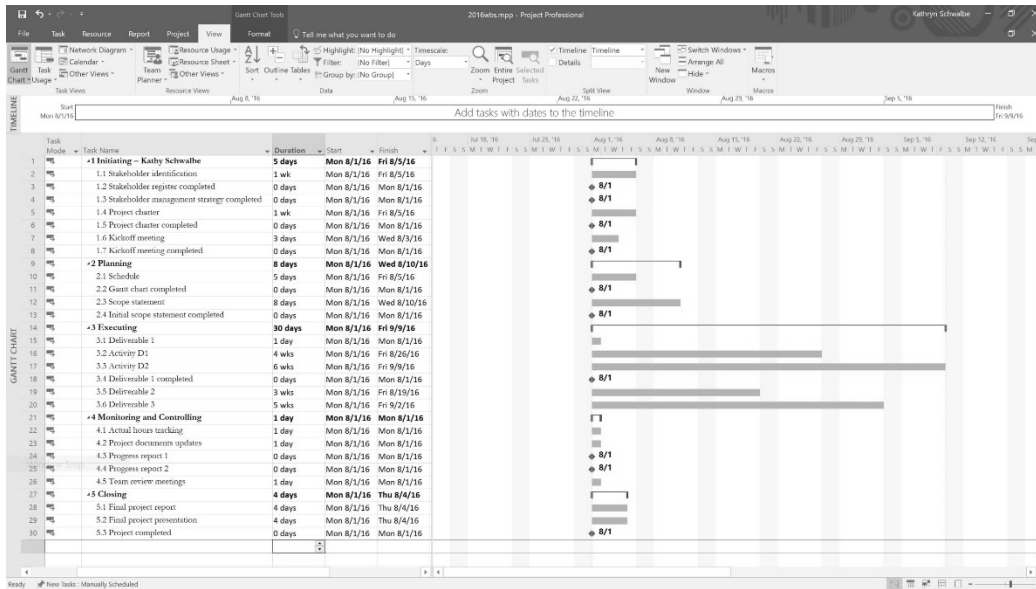 Gantt Chart Tools
2016wbs.mpp - Project Professional
Kathryn Schwalbe
File Task Resource Report Project View Format Tell me what you want to do
Gantt Chart
Task Usage
Network Diagram
Calendar
Other Views
Task Views
Team Planner
Resource Usage
Resource Sheet
Other Views
Resource Views
Sort Outline Tables
Highlight: [No Highlight]
Filter: [No Filter]
Group by: [No Group]
Data
Timescale:
Days
Zoom Entire Project Selected Tasks
Zoom
Timeline Timeline
Details
Split View
New Window
Switch Windows
Arrange All
Hide
Window
Macros
Macros
TIMELINE
Aug 8, '16 Aug 15, '16 Aug 22, '16 Aug 29, '16 Sep 5, '16
Start
Mon 8/1/16
Add tasks with dates to the timeline
Finish
Fri 9/9/16
GANTT CHART
Task Mode Task Name Duration Start Finish
Jul 18, '16 Jul 25, '16 Aug 1, '16 Aug 8, '16 Aug 15, '16 Aug 22, '16 Aug 29, '16 Sep 5, '16 Sep 12, '16 Sep
1 1 Initiating – Kathy Schwalbe 5 days Mon 8/1/16 Fri 8/5/16
2 1.1 Stakeholder identification 1 wk Mon 8/1/16 Fri 8/5/16
3 1.2 Stakeholder register completed 0 days Mon 8/1/16 Mon 8/1/16 8/1
4 1.3 Stakeholder management strategy completed 0 days Mon 8/1/16 Mon 8/1/16 8/1
5 1.4 Project charter 1 wk Mon 8/1/16 Fri 8/5/16
6 1.5 Project charter completed 0 days Mon 8/1/16 Mon 8/1/16 8/1
7 1.6 Kickoff meeting 3 days Mon 8/1/16 Wed 8/3/16
8 1.7 Kickoff meeting completed 0 days Mon 8/1/16 Mon 8/1/16 8/1
9 2 Planning 8 days Mon 8/1/16 Wed 8/10/16
10 2.1 Schedule 5 days Mon 8/1/16 Fri 8/5/16
11 2.2 Gantt chart completed 0 days Mon 8/1/16 Mon 8/1/16 8/1
12 2.3 Scope statement 8 days Mon 8/1/16 Wed 8/10/16
13 2.4 Initial scope statement completed 0 days Mon 8/1/16 Mon 8/1/16 8/1
14 3 Executing 30 days Mon 8/1/16 Fri 9/9/16
15 3.1 Deliverable 1 1 day Mon 8/1/16 Mon 8/1/16
16 3.2 Activity D1 4 wks Mon 8/1/16 Fri 8/26/16
17 3.3 Activity D2 6 wks Mon 8/1/16 Fri 9/9/16
18 3.4 Deliverable 1 completed 0 days Mon 8/1/16 Mon 8/1/16 8/1
19 3.5 Deliverable 2 3 wks Mon 8/1/16 Fri 8/19/16
20 3.6 Deliverable 3 5 wks Mon 8/1/16 Fri 9/2/16
21 4 Monitoring and Controlling 1 day Mon 8/1/16 Mon 8/1/16
22 4.1 Actual hours tracking 1 day Mon 8/1/16 Mon 8/1/16
23 4.2 Project documents updates 1 day Mon 8/1/16 Mon 8/1/16
24 4.3 Progress report 1 0 days Mon 8/1/16 Mon 8/1/16 8/1
25 4.4 Progress report 2 0 days Mon 8/1/16 Mon 8/1/16 8/1
26 4.5 Team review meetings 1 day Mon 8/1/16 Mon 8/1/16
27 5 Closing 4 days Mon 8/1/16 Thu 8/4/16
28 5.1 Final project report 4 days Mon 8/1/16 Thu 8/4/16
29 5.2 Final project presentation 4 days Mon 8/1/16 Thu 8/4/16
30 5.3 Project completed 0 days Mon 8/1/16 Mon 8/1/16 8/1
Ready New Tasks : Manually Scheduled